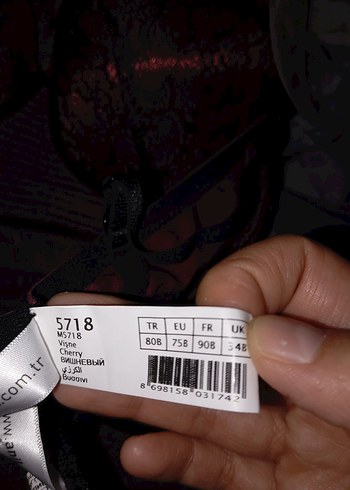 5718
M5718
Vişne
Cherry
ВИШНЕВЫЙ
الكرزي
TR EU FR UK
80B 75B 90B 34B
8 698158 031742
.com.tr
www.